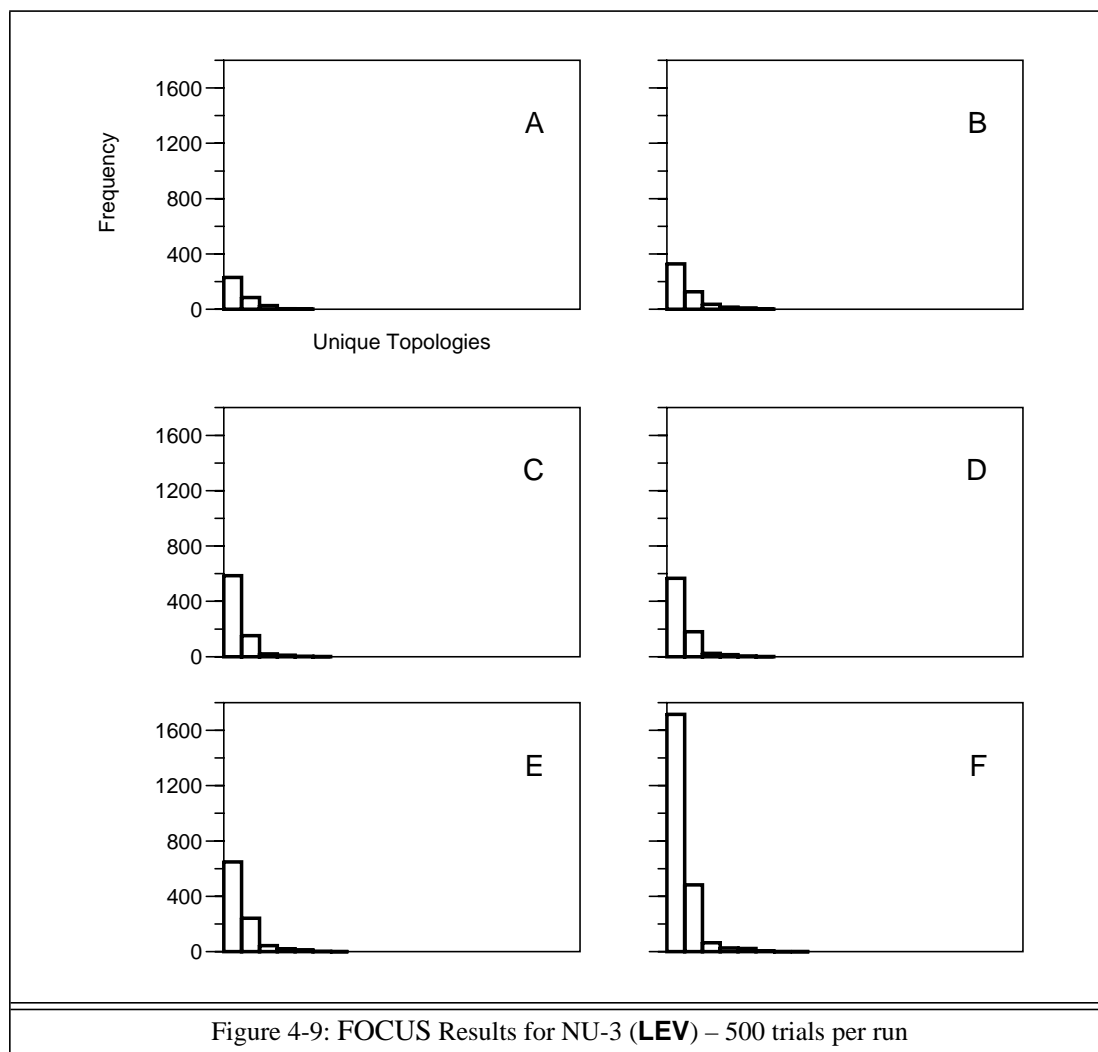 1600
1200
800
400
0
Frequency
A
B
Unique Topologies
1600
1200
800
400
0
C
D
1600
1200
800
400
0
E
F
Figure 4-9: FOCUS Results for NU-3 (LEV) – 500 trials per run